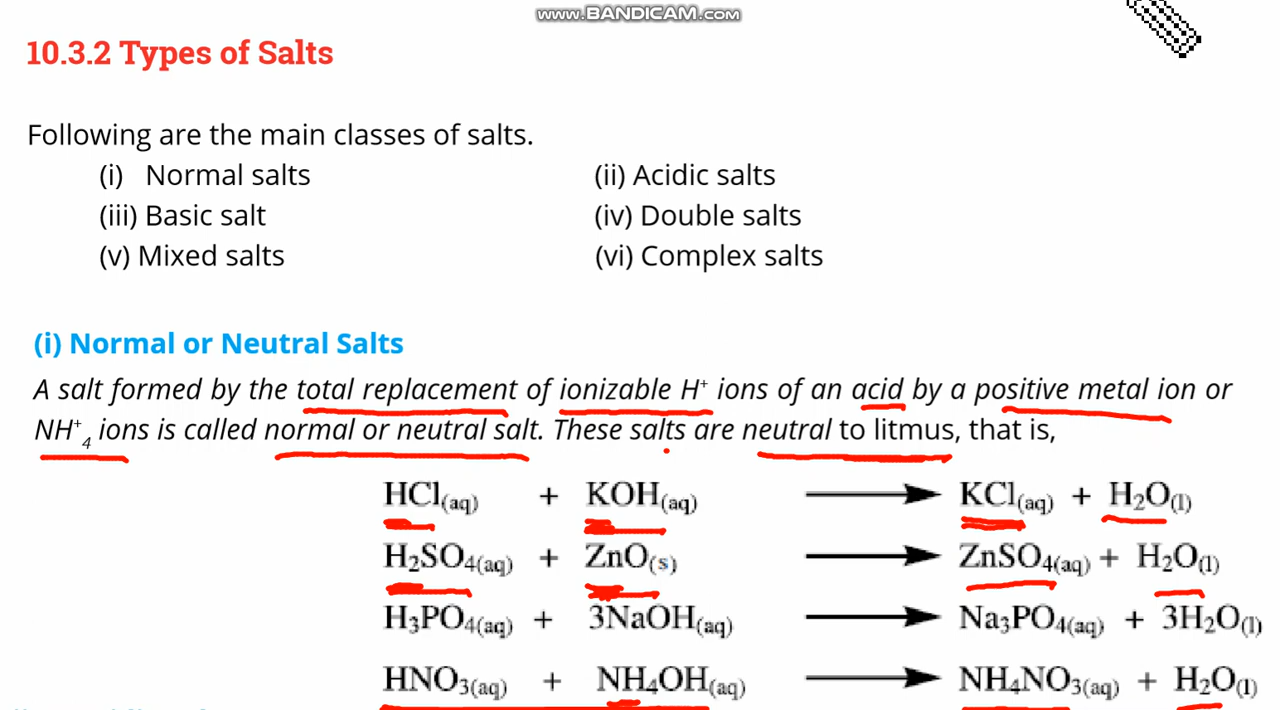 www.BANDICAM.com
10.3.2 Types of Salts
Following are the main classes of salts.
(i) Normal salts (ii) Acidic salts
(iii) Basic salt (iv) Double salts
(v) Mixed salts (vi) Complex salts
(i) Normal or Neutral Salts
A salt formed by the total replacement of ionizable H⁺ ions of an acid by a positive metal ion or
NH⁺₄ ions is called normal or neutral salt. These salts are neutral to litmus, that is,
HCl(aq) + KOH(aq) ⟶ KCl(aq) + H₂O(l)
H₂SO₄(aq) + ZnO(s) ⟶ ZnSO₄(aq) + H₂O(l)
H₃PO₄(aq) + 3NaOH(aq) ⟶ Na₃PO₄(aq) + 3H₂O(l)
HNO₃(aq) + NH₄OH(aq) ⟶ NH₄NO₃(aq) + H₂O(l)